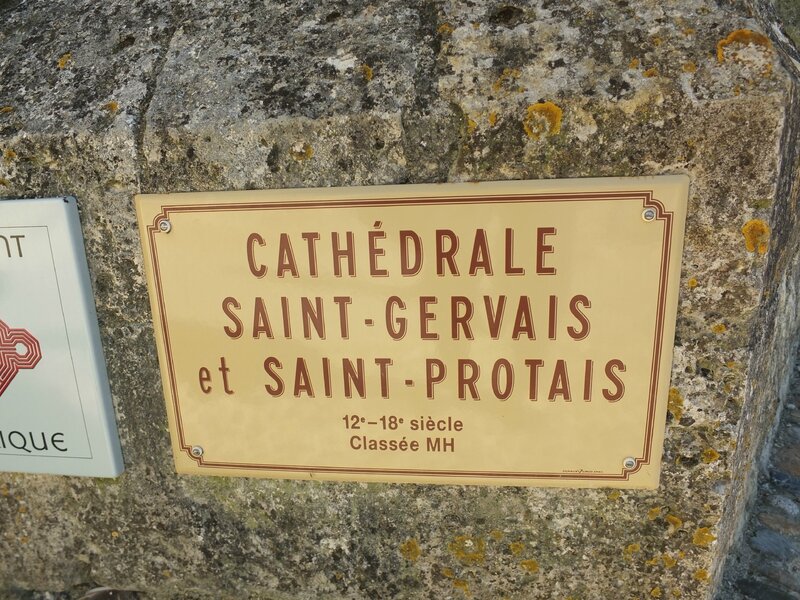 NT
IQUE
CATHÉDRALE
SAINT-GERVAIS
et SAINT-PROTAIS
12e-18e siècle
Classée MH